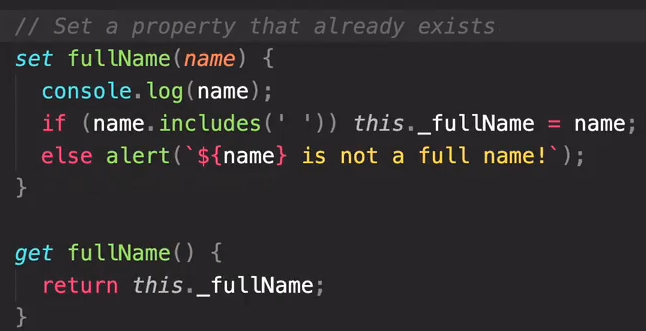 // Set a property that already exists
set fullName(name) {
  console.log(name);
  if (name.includes(' ')) this._fullName = name;
  else alert(`${name} is not a full name!`);
}

get fullName() {
  return this._fullName;
}